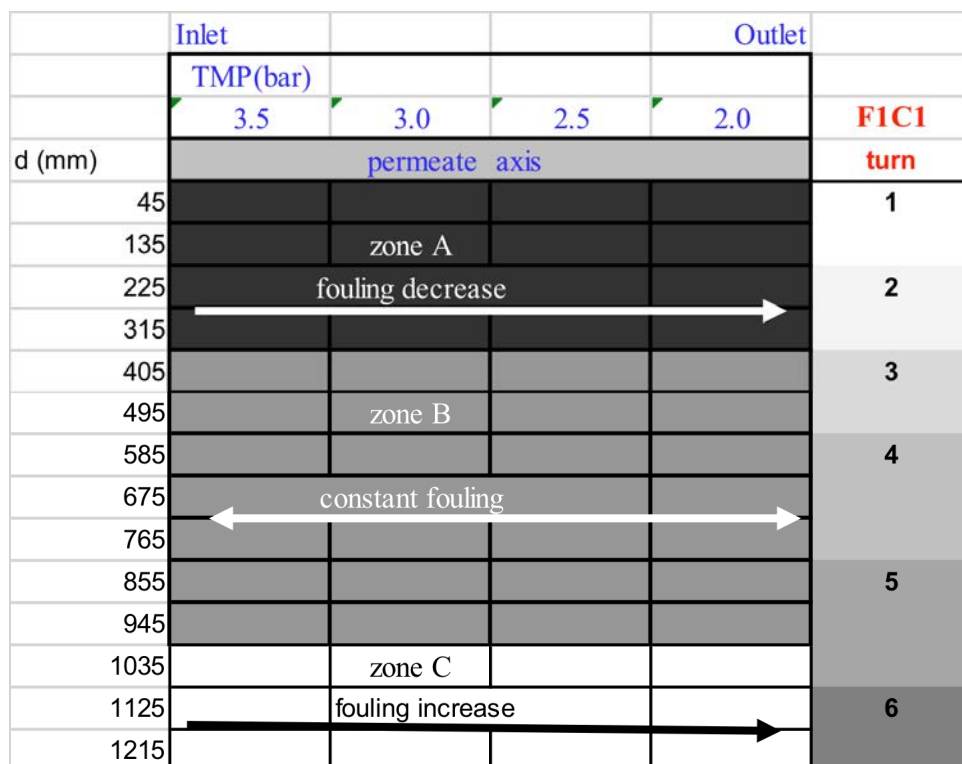 Inlet Outlet
TMP(bar)
3.5 3.0 2.5 2.0 F1C1
d (mm) permeate axis turn
45 1
135 zone A
225 fouling decrease 2
315
405 3
495 zone B
585 4
675 constant fouling
765
855 5
945
1035 zone C
1125 fouling increase 6
1215